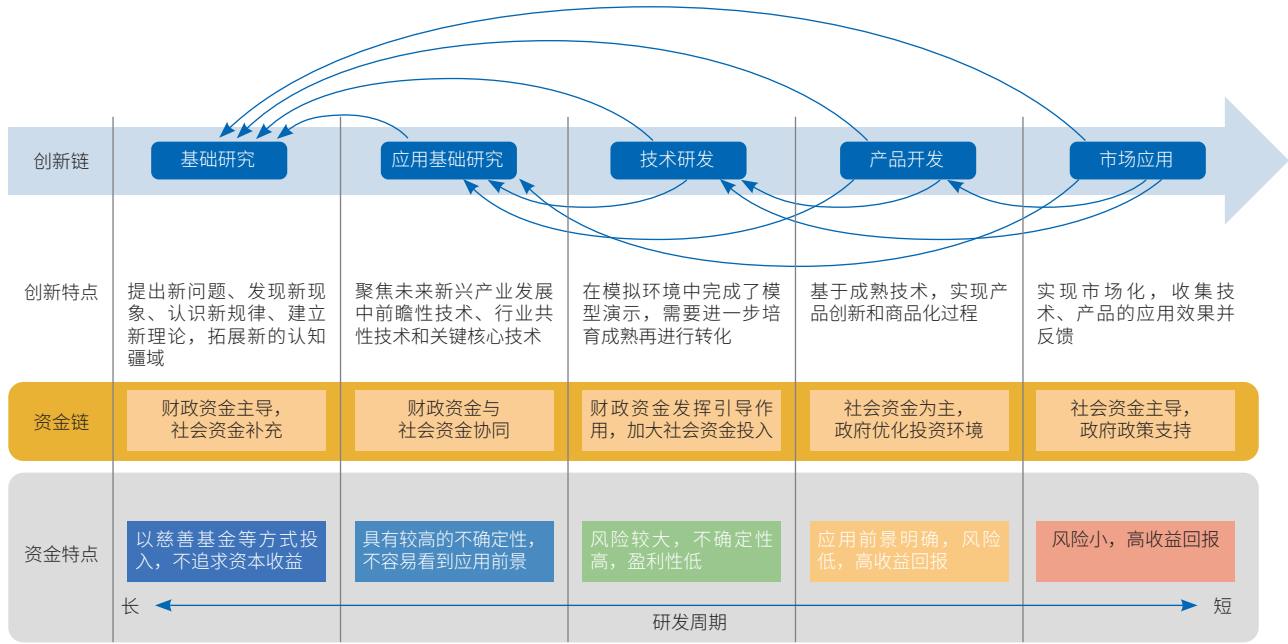 创新链
基础研究
应用基础研究
技术研发
产品开发
市场应用
创新特点
提出新问题、发现新现
象、认识新规律、建立
新理论，拓展新的认知
疆域
聚焦未来新兴产业发展
中前瞻性技术、行业共
性技术和关键核心技术
在模拟环境中完成了模
型演示，需要进一步培
育成熟再进行转化
基于成熟技术，实现产
品创新和商品化过程
实现市场化，收集技
术、产品的应用效果并
反馈
资金链
财政资金主导，
社会资金补充
财政资金与
社会资金协同
财政资金发挥引导作
用，加大社会资金投入
社会资金为主，
政府优化投资环境
社会资金主导，
政府政策支持
资金特点
以慈善基金等方式投
入，不追求资本收益
具有较高的不确定性，
不容易看到应用前景
风险较大，不确定性
高，盈利性低
应用前景明确，风险
低，高收益回报
风险小，高收益回报
长
研发周期
短